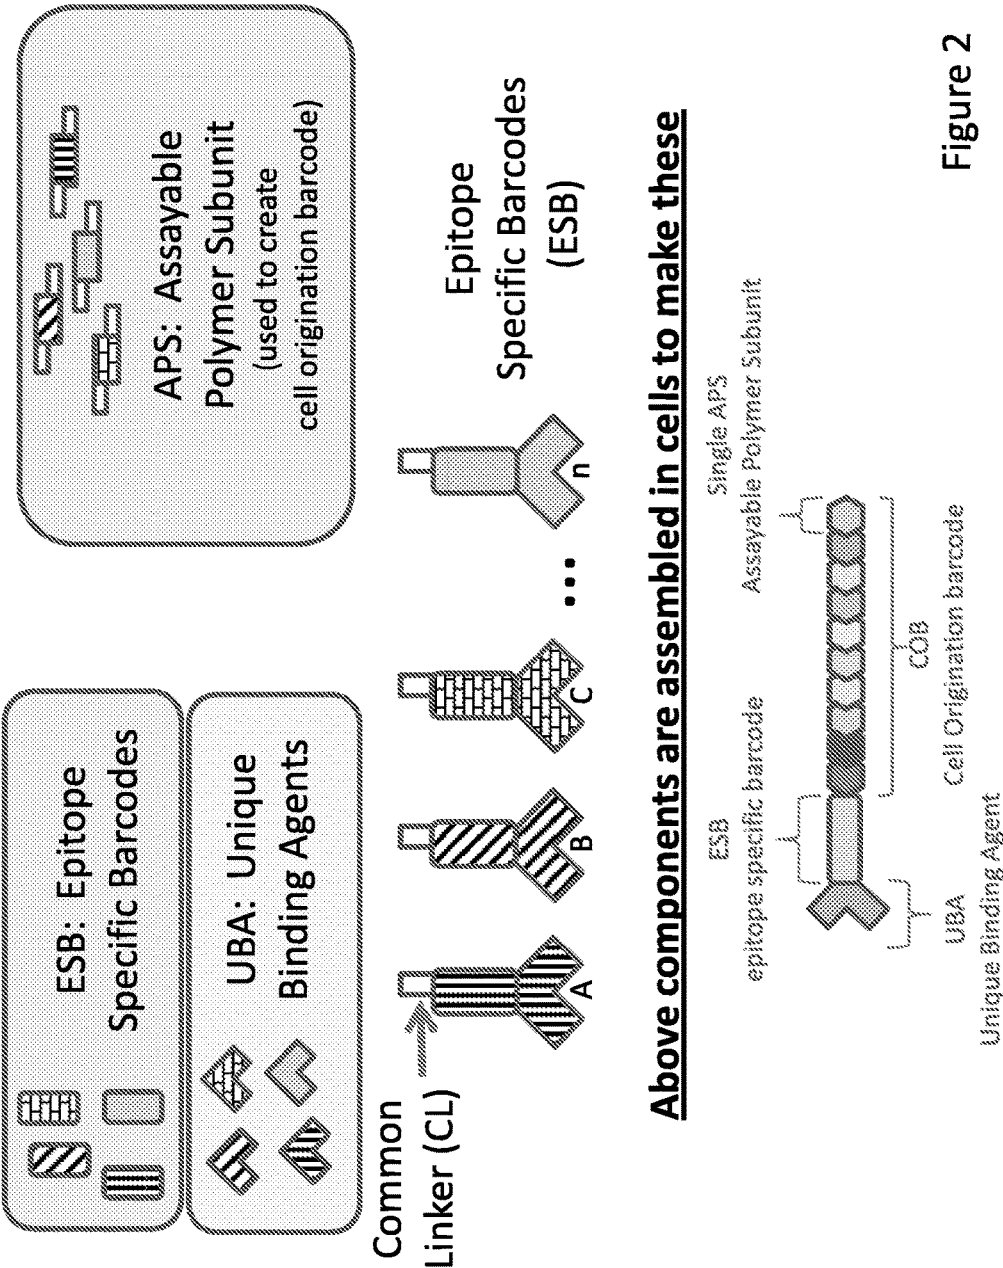 ESB: Epitope
Specific Barcodes
UBA: Unique
Binding Agents
APS: Assayable
Polymer Subunit
(used to create
cell origination barcode)
Common
Linker (CL)
A
B
C
...
n
Epitope
Specific Barcodes
(ESB)
Above components are assembled in cells to make these
ESB
epitope specific barcode
Single APS
Assayable Polymer Subunit
UBA
Unique Binding Agent
COB
Cell Origination barcode
Figure 2